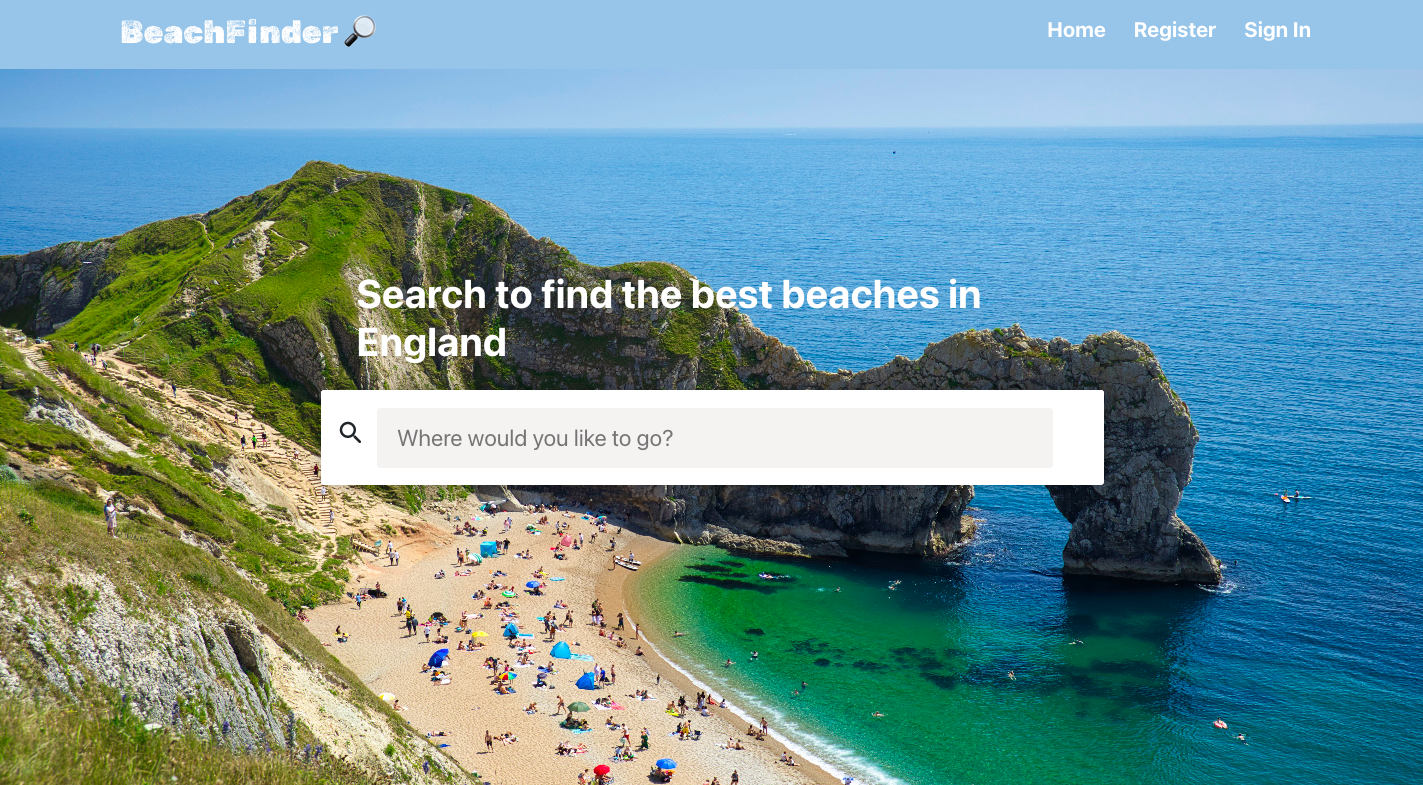 BeachFinder
Home Register Sign In
Search to find the best beaches in
England
Where would you like to go?